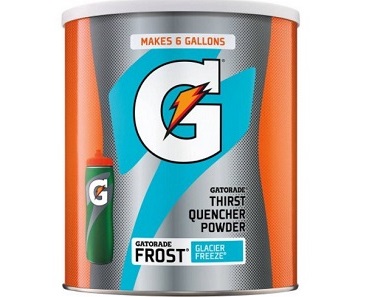 MAKES 6 GALLONS
G
G
GATORADE
THIRST
QUENCHER
POWDER
GATORADE
FROST®
GLACIER
FREEZE®